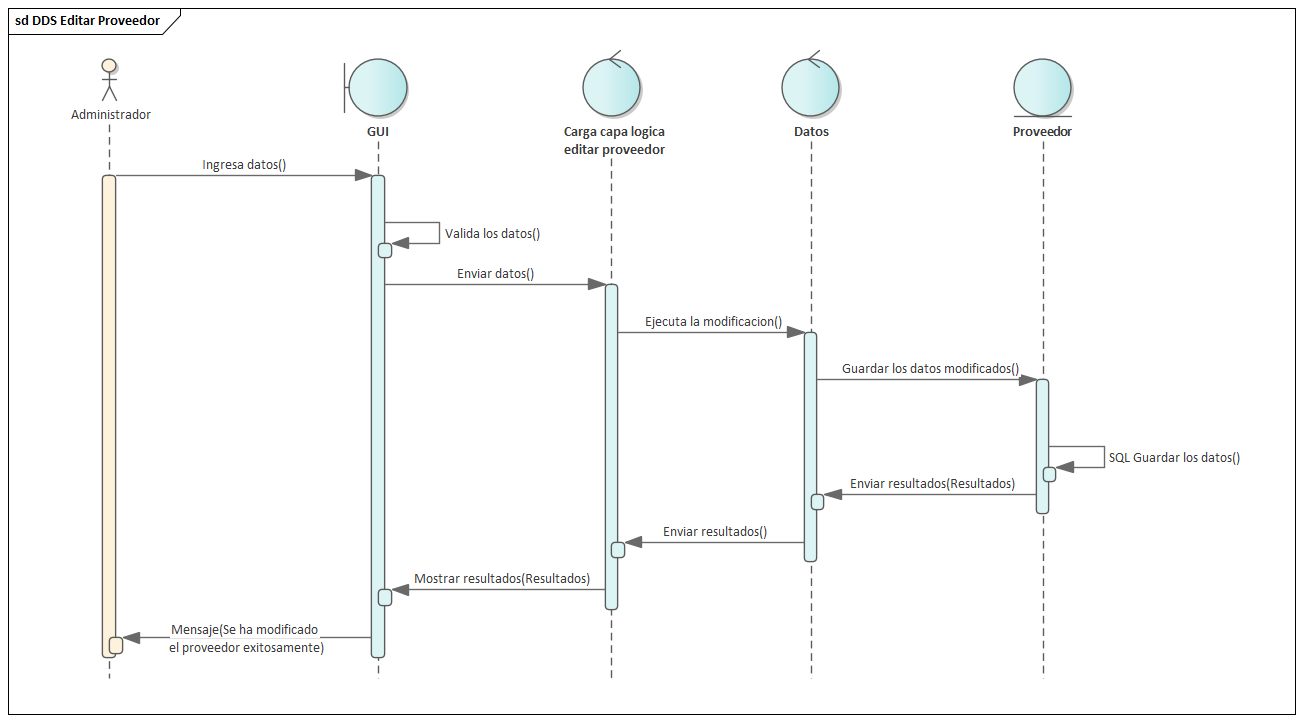 sd DDS Editar Proveedor
Administrador
GUI
Carga capa logica
editar proveedor
Datos
Proveedor
Ingresa datos()
Valida los datos()
Enviar datos()
Ejecuta la modificacion()
Guardar los datos modificados()
SQL Guardar los datos()
Enviar resultados(Resultados)
Enviar resultados()
Mostrar resultados(Resultados)
Mensaje(Se ha modificado
el proveedor exitosamente)